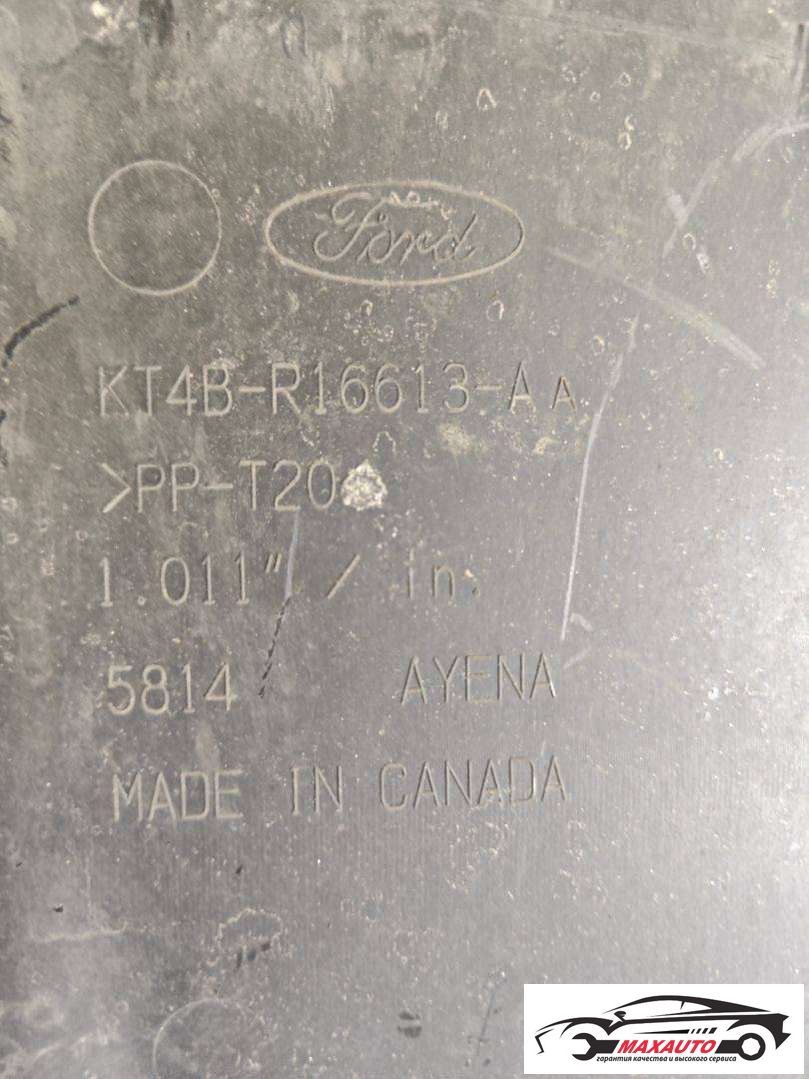 Ford
KT4B-R16613-AA
>PP-T20
1.011" / in.
5814 AYENA
MADE IN CANADA
MAXAUTO
гарантия качества и высокого сервиса